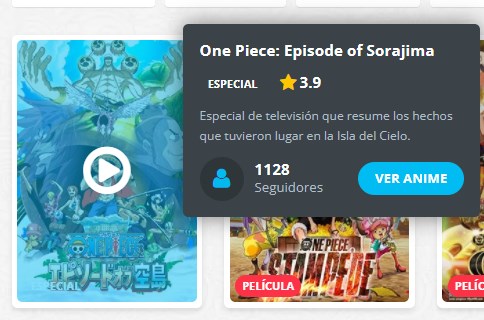 One Piece: Episode of Sorajima
ESPECIAL
3.9
Especial de televisión que resume los hechos
que tuvieron lugar en la Isla del Cielo.
1128
Seguidores
VER ANIME
ONE PIECE
エピソードオブ空島
ESPECIAL
ONE PIECE
STAMPEDE
PELÍCULA
PELÍC